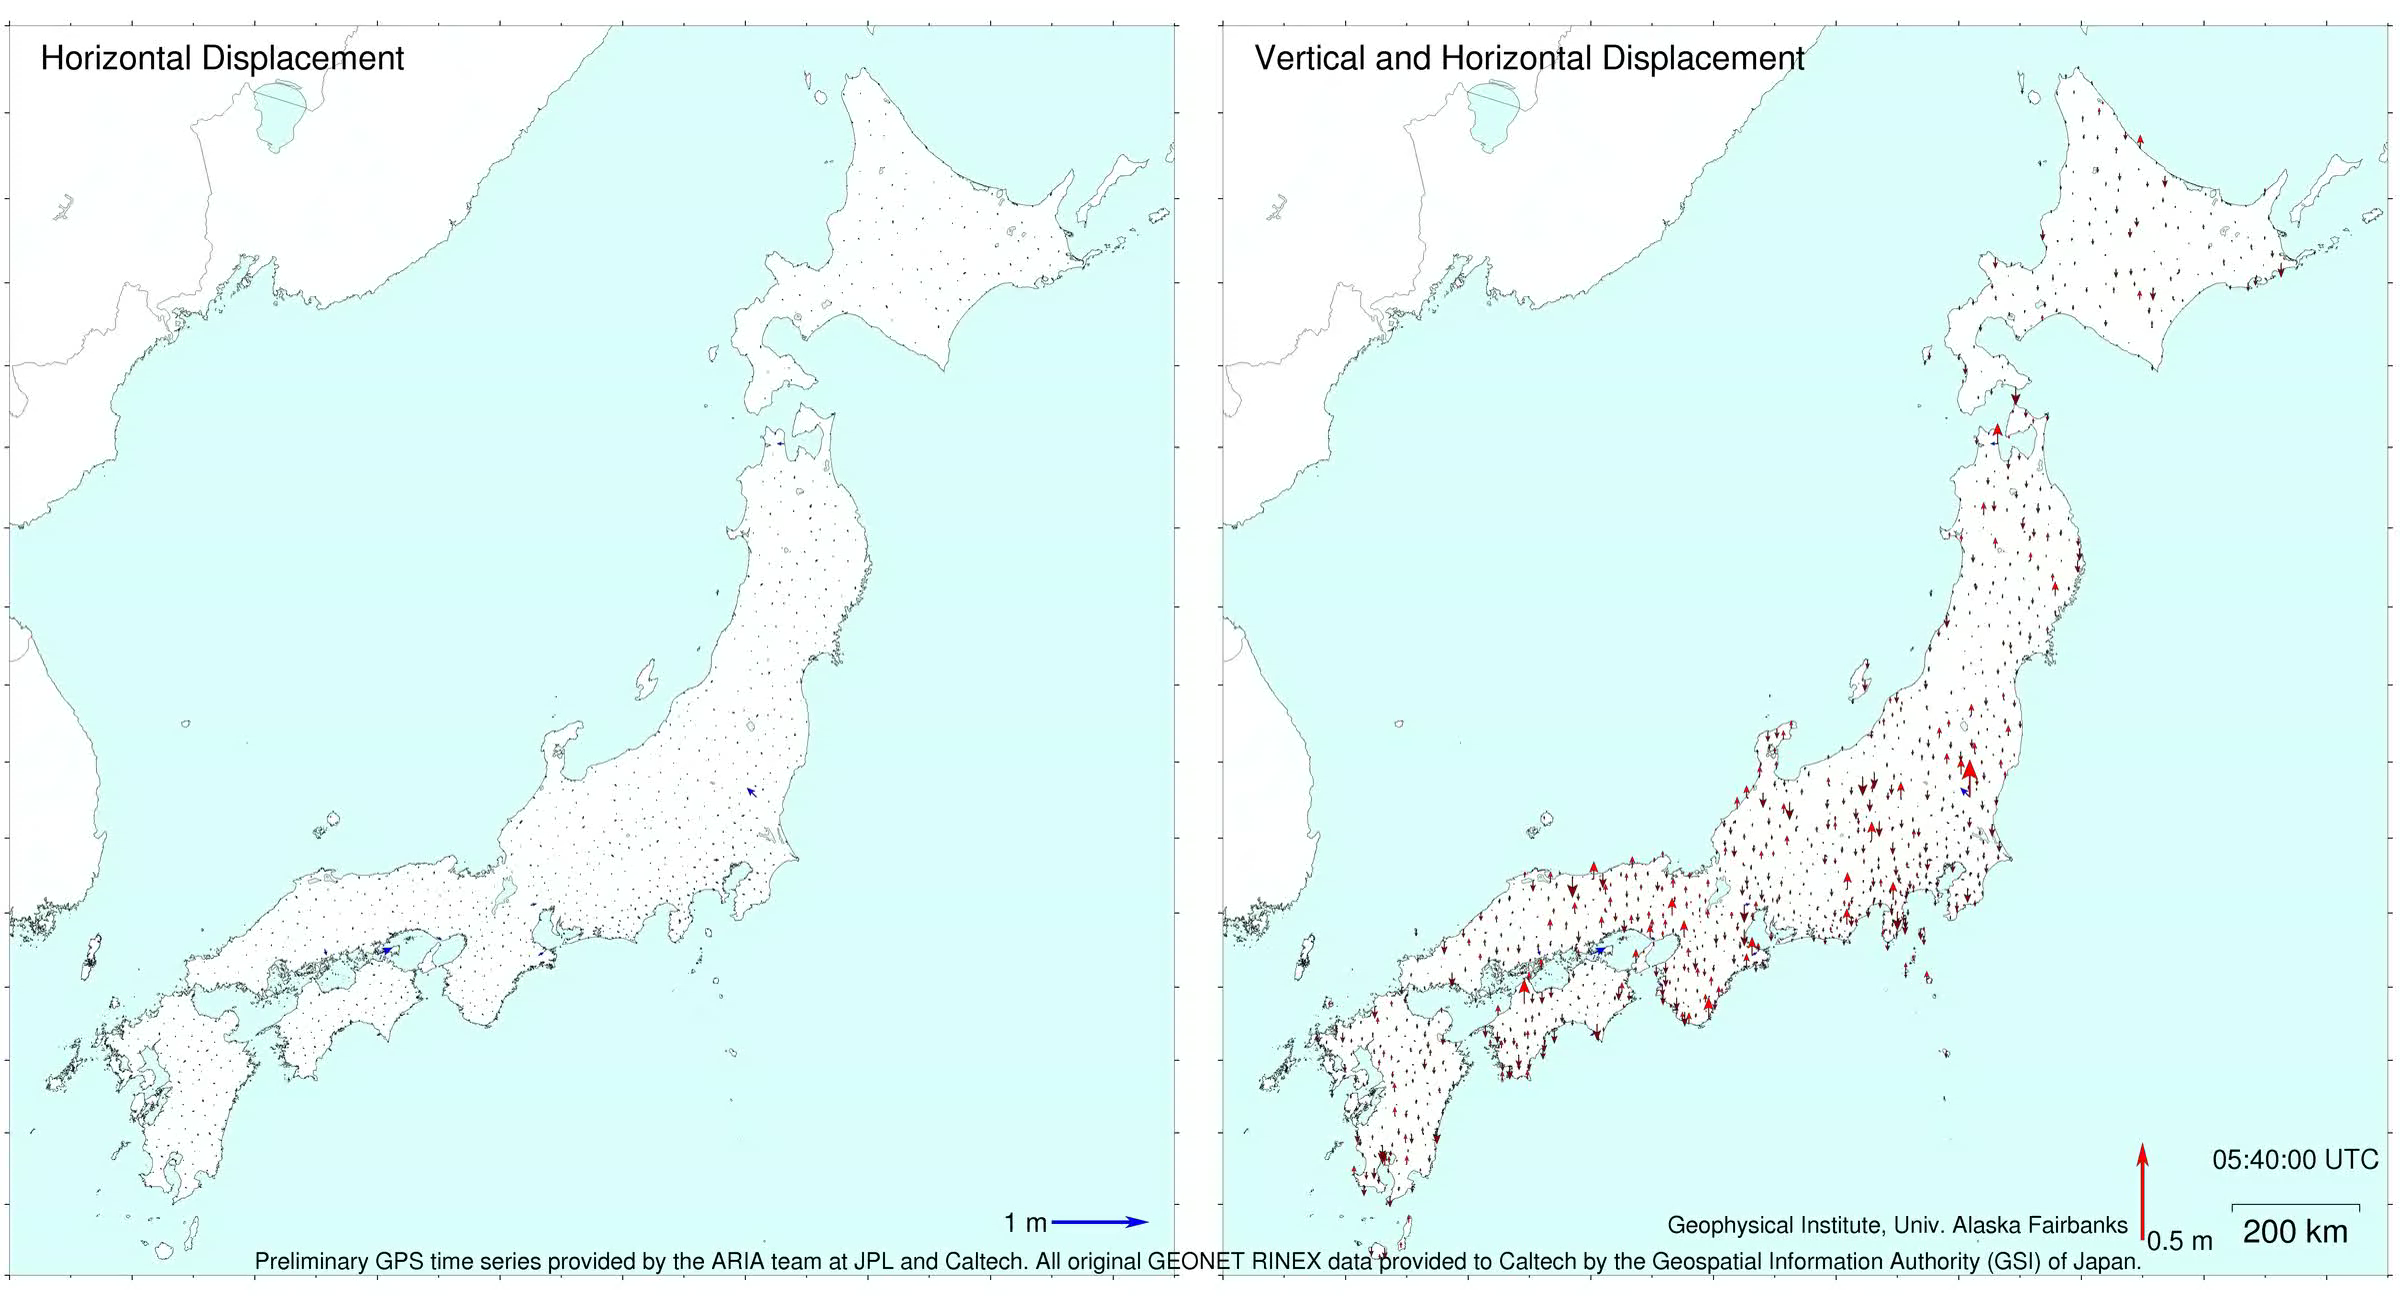 Horizontal Displacement
Vertical and Horizontal Displacement
05:40:00 UTC
1 m
Geophysical Institute, Univ. Alaska Fairbanks
0.5 m
200 km
Preliminary GPS time series provided by the ARIA team at JPL and Caltech. All original GEONET RINEX data provided to Caltech by the Geospatial Information Authority (GSI) of Japan.